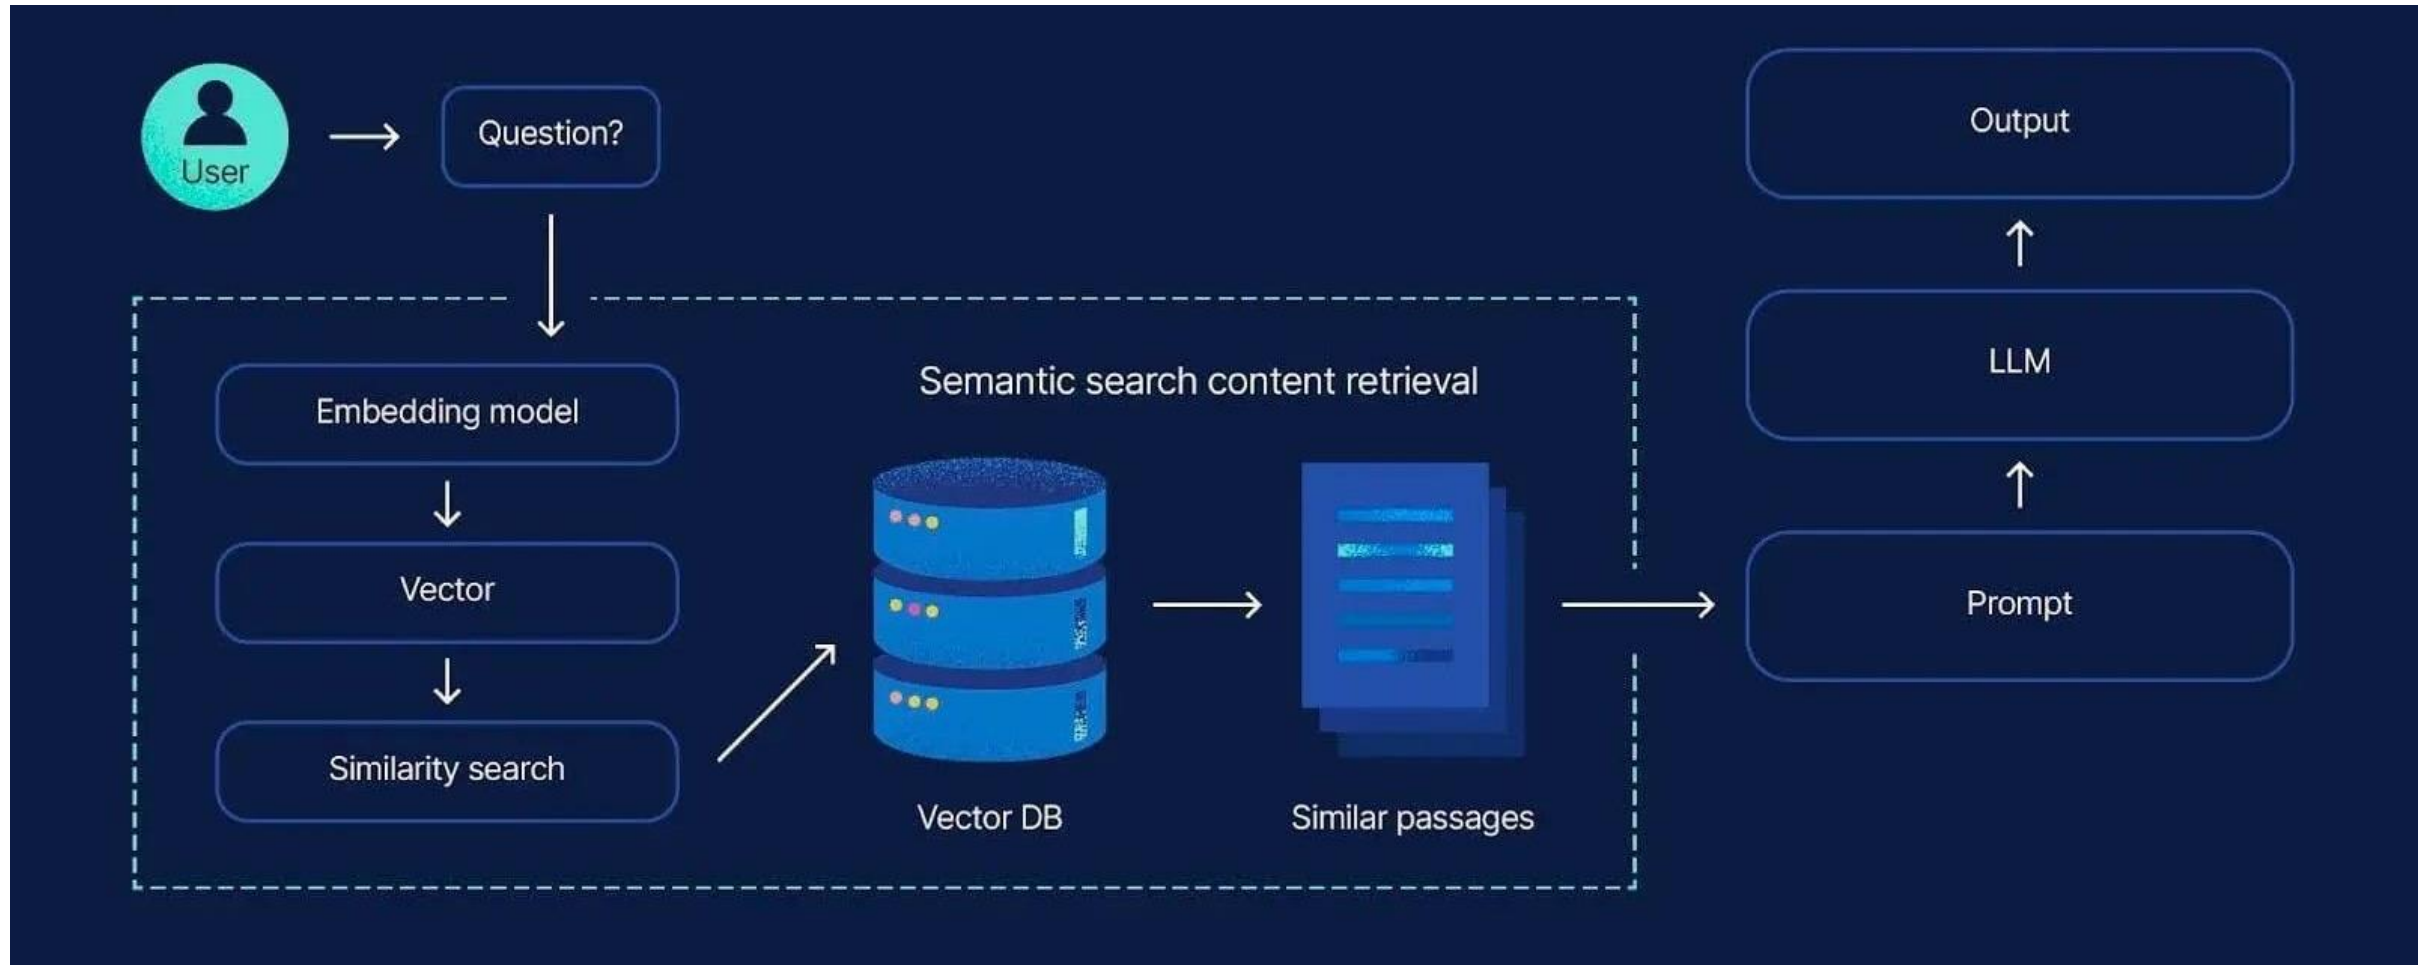 User
Question?
Embedding model
Vector
Similarity search
Semantic search content retrieval
Vector DB
Similar passages
Prompt
LLM
Output